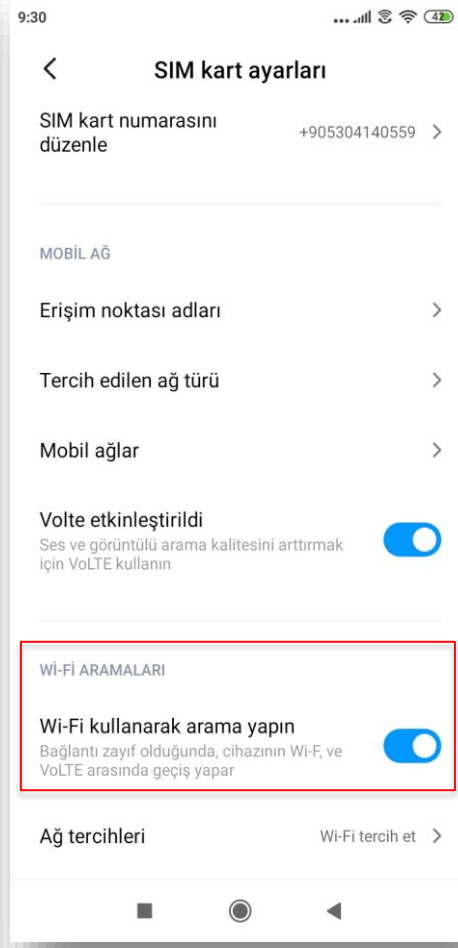 9:30
42
SIM kart ayarları
SIM kart numarasını
düzenle
+905304140559
MOBİL AĞ
Erişim noktası adları
Tercih edilen ağ türü
Mobil ağlar
Volte etkinleştirildi
Ses ve görüntülü arama kalitesini arttırmak
için VoLTE kullanın
Wİ-Fİ ARAMALARI
Wi-Fi kullanarak arama yapın
Bağlantı zayıf olduğunda, cihazının Wi-F, ve
VoLTE arasında geçiş yapar
Ağ tercihleri
Wi-Fi tercih et